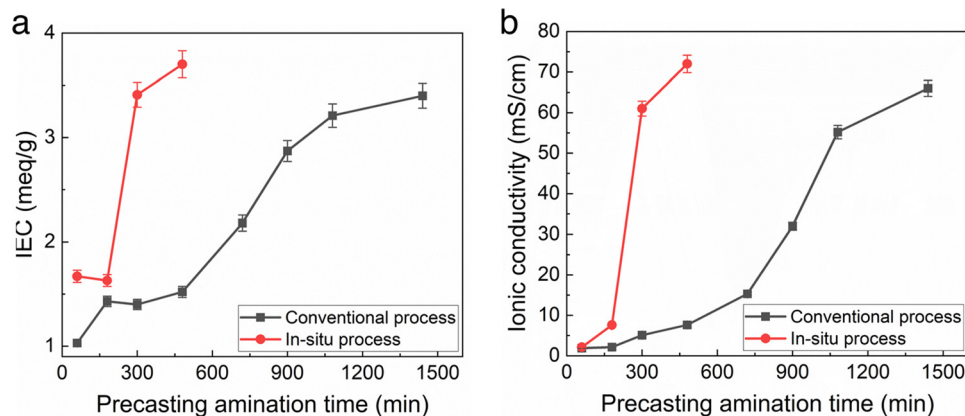 a
4
3
2
1
IEC (meq/g)
0 300 600 900 1200 1500
Precasting amination time (min)
Conventional process
In-situ process
b
80
70
60
50
40
30
20
10
0
Ionic conductivity (mS/cm)
0 300 600 900 1200 1500
Precasting amination time (min)
Conventional process
In-situ process